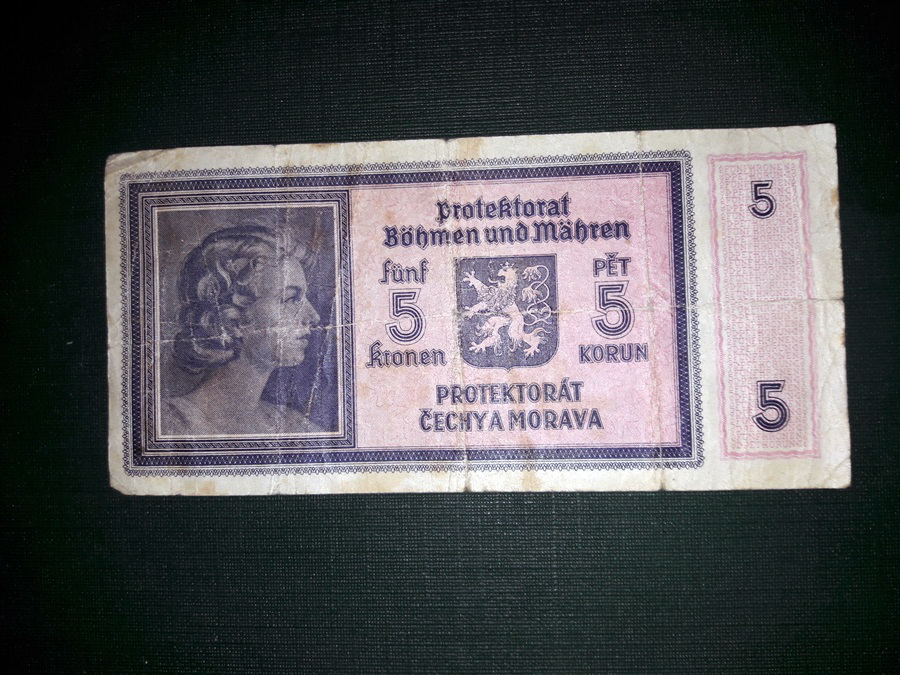 Protektorat
Böhmen und Mähren
fünf
5
Kronen
PĚT
5
KORUN
PROTEKTORÁT
ČECHY A MORAVA
5
5